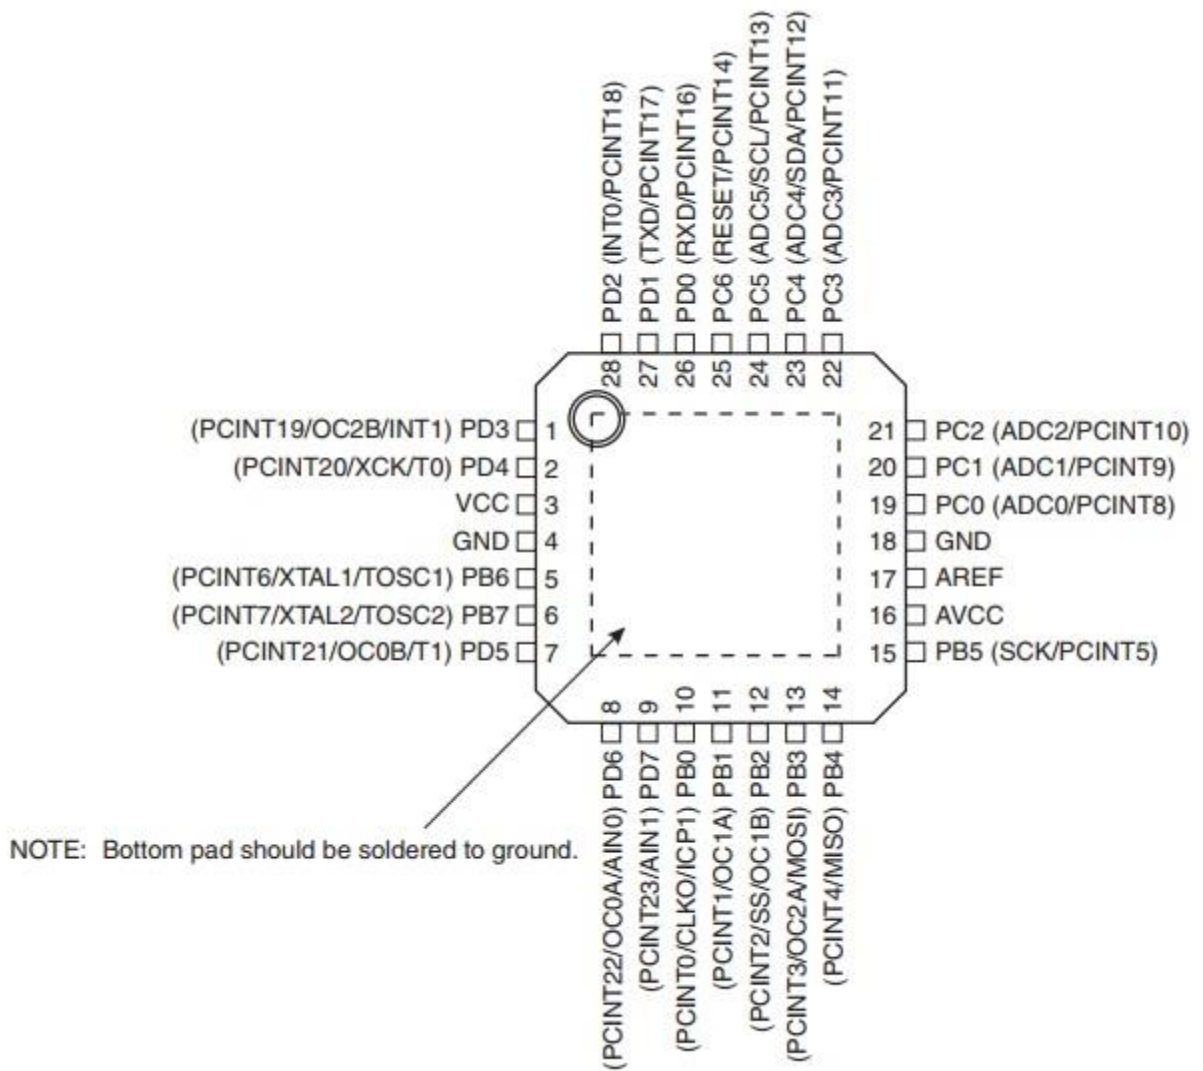 28 PD2 (INT0/PCINT18)
27 PD1 (TXD/PCINT17)
26 PD0 (RXD/PCINT16)
25 PC6 (RESET/PCINT14)
24 PC5 (ADC5/SCL/PCINT13)
23 PC4 (ADC4/SDA/PCINT12)
22 PC3 (ADC3/PCINT11)
(PCINT19/OC2B/INT1) PD3 1
(PCINT20/XCK/T0) PD4 2
VCC 3
GND 4
(PCINT6/XTAL1/TOSC1) PB6 5
(PCINT7/XTAL2/TOSC2) PB7 6
(PCINT21/OC0B/T1) PD5 7
21 PC2 (ADC2/PCINT10)
20 PC1 (ADC1/PCINT9)
19 PC0 (ADC0/PCINT8)
18 GND
17 AREF
16 AVCC
15 PB5 (SCK/PCINT5)
(PCINT22/OC0A/AIN0) PD6 8
(PCINT23/AIN1) PD7 9
(PCINT0/CLKO/ICP1) PB0 10
(PCINT1/OC1A) PB1 11
(PCINT2/SS/OC1B) PB2 12
(PCINT3/OC2A/MOSI) PB3 13
(PCINT4/MISO) PB4 14
NOTE: Bottom pad should be soldered to ground.